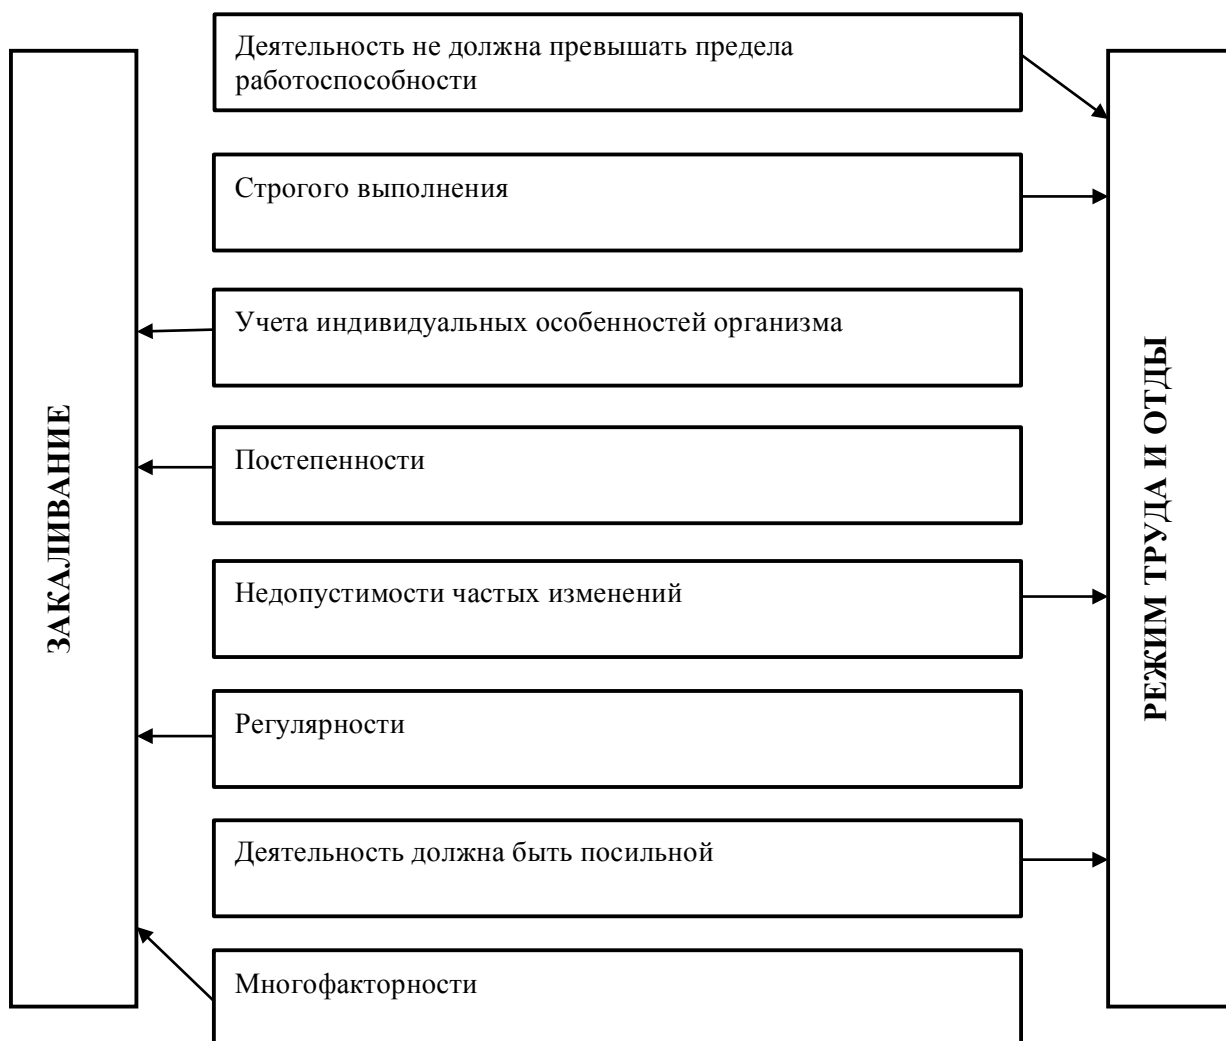 Деятельность не должна превышать предела
работоспособности
Строгого выполнения
Учета индивидуальных особенностей организма
Постепенности
Недопустимости частых изменений
Регулярности
Деятельность должна быть посильной
Многофакторности
ЗАКАЛИВАНИЕ
РЕЖИМ ТРУДА И ОТДЫ